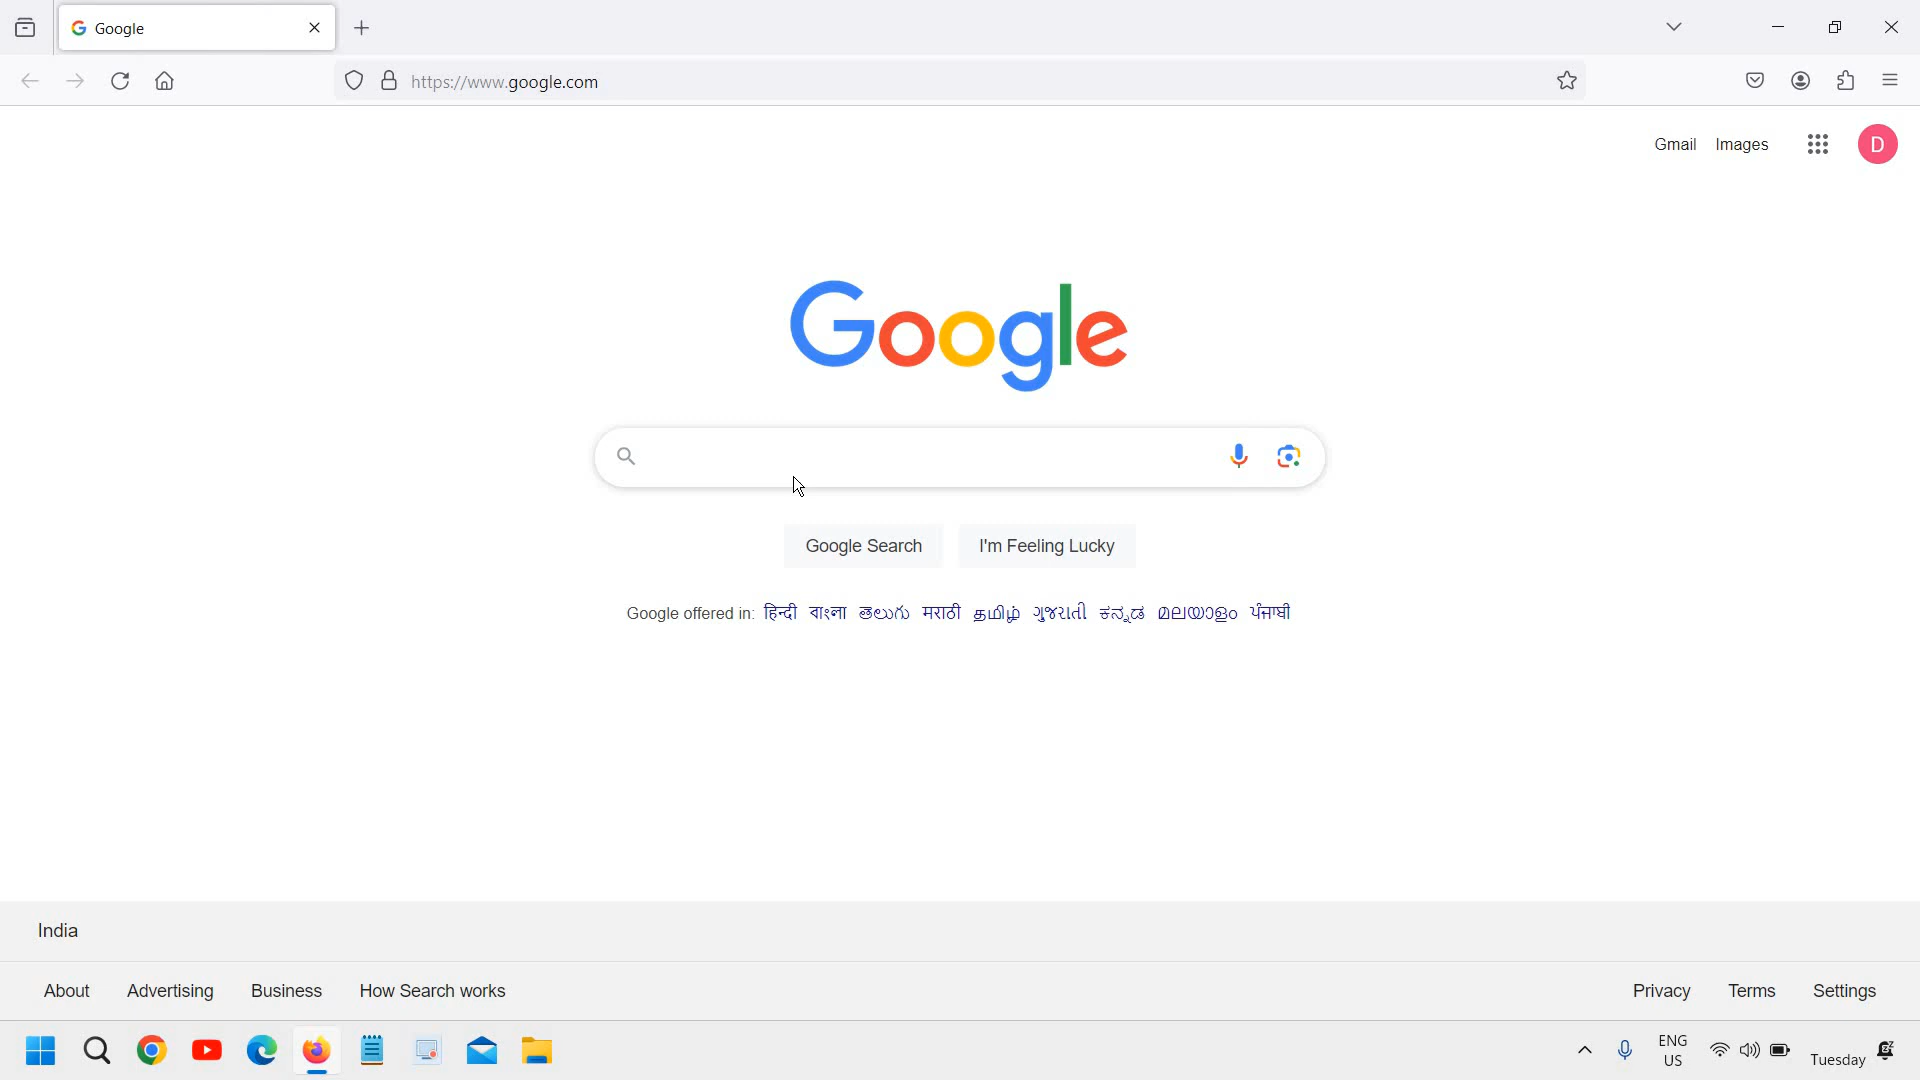 Google
https://www.google.com
Gmail Images D
Google
Google Search I'm Feeling Lucky
Google offered in: हिन्दी বাংলা తెలుగు मराठी தமிழ் ગુજરાતી ಕನ್ನಡ മലയാളം ਪੰਜਾਬੀ
India
About Advertising Business How Search works Privacy Terms Settings
ENG
US
Tuesday